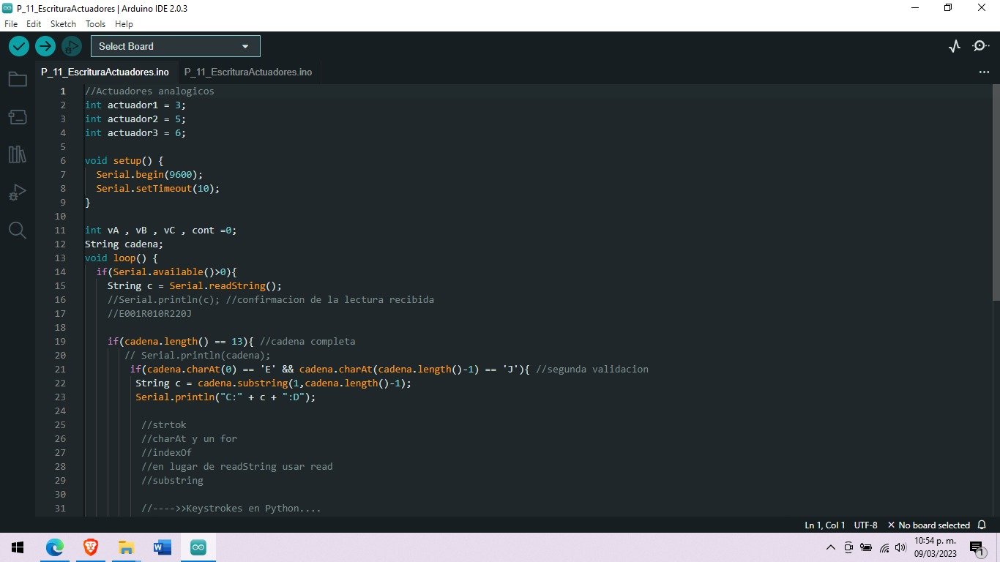 P_11_EscrituraActuadores | Arduino IDE 2.0.3
File Edit Sketch Tools Help
Select Board
P_11_EscrituraActuadores.ino P_11_EscrituraActuadores.ino
1 //Actuadores analogicos
2 int actuador1 = 3;
3 int actuador2 = 5;
4 int actuador3 = 6;
5
6 void setup() {
7 Serial.begin(9600);
8 Serial.setTimeout(10);
9 }
10
11 int vA , vB , vC , cont =0;
12 String cadena;
13 void loop() {
14 if(Serial.available()>0){
15 String c = Serial.readString();
16 //Serial.println(c); //confirmacion de la lectura recibida
17 //E001R010R220J
18
19 if(cadena.length() == 13){ //cadena completa
20 // Serial.println(cadena);
21 if(cadena.charAt(0) == 'E' && cadena.charAt(cadena.length()-1) == 'J'){ //segunda validacion
22 String c = cadena.substring(1,cadena.length()-1);
23 Serial.println("C:" + c + ":D");
24
25 //strtok
26 //charAt y un for
27 //indexOf
28 //en lugar de readString usar read
29 //substring
30
31 //---->>Keystrokes en Python....
Ln 1, Col 1 UTF-8 × No board selected
10:54 p. m.
09/03/2023
1